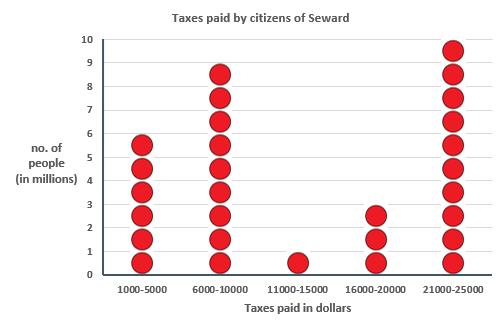 Taxes paid by citizens of Seward
10
9
8
7
6
5
4
3
2
1
0
no. of
people
(in millions)
1000-5000 6000-10000 11000-15000 16000-20000 21000-25000
Taxes paid in dollars